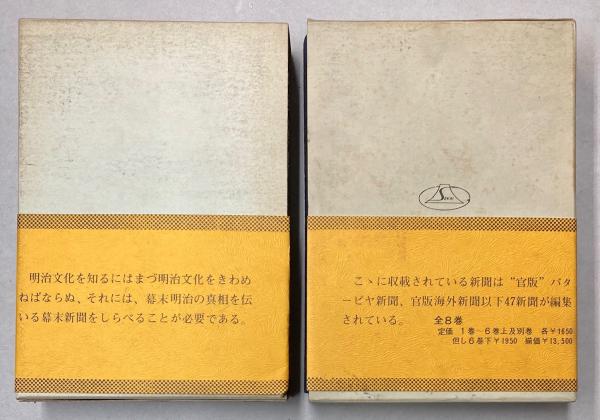 明治文化を知るにはまづ明治文化をきわめ
ねばならぬ、それには、幕末明治の真相を伝
いる幕末新聞をしらべることが必要である。
こゝに収載されている新聞は“官版”バタ
ービヤ新聞、官版海外新聞以下47新聞が編集
されている。 全8巻
定価 1巻〜6巻上及別巻 各¥1650
但し6巻下¥1950 揃価¥13,500